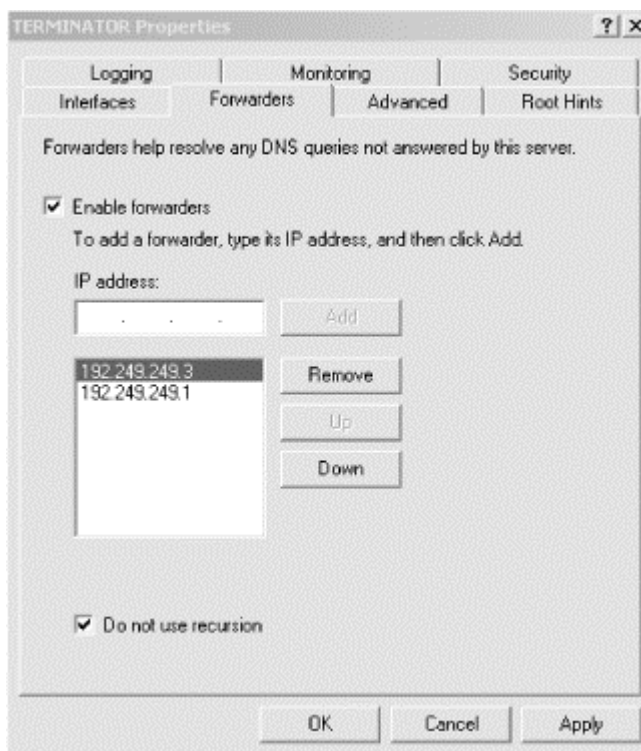 TERMINATOR Properties
Logging Monitoring Security
Interfaces Forwarders Advanced Root Hints
Forwarders help resolve any DNS queries not answered by this server.
Enable forwarders
To add a forwarder, type its IP address, and then click Add.
IP address:
. . . Add
192.249.249.3
192.249.249.1
Remove
Up
Down
Do not use recursion
OK Cancel Apply